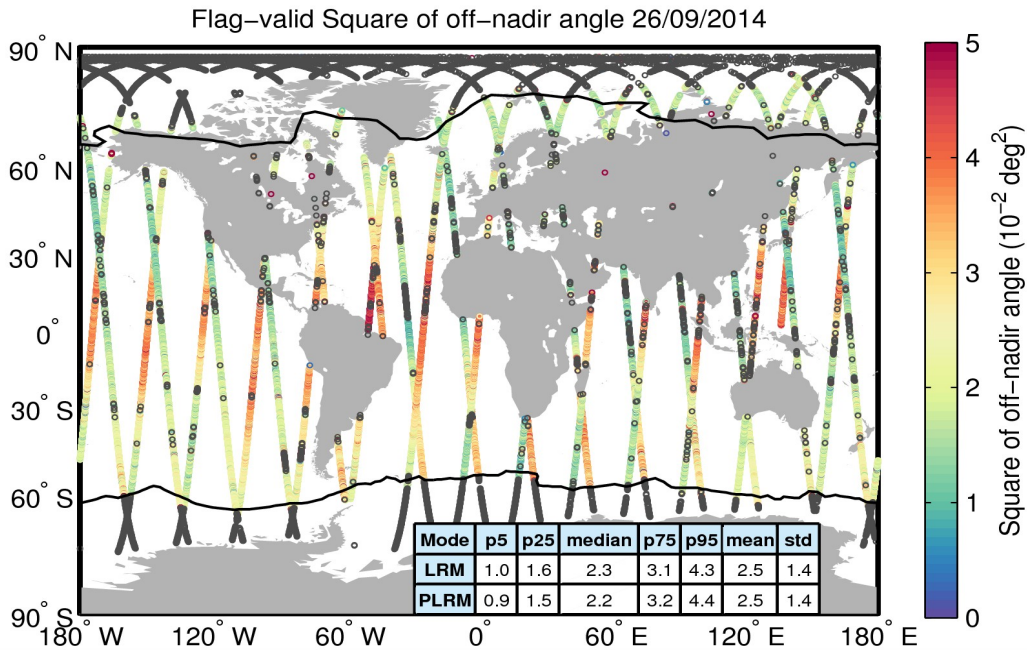 Flag−valid Square of off−nadir angle 26/09/2014
90° N
60° N
30° N
0°
30° S
60° S
90° S
180° W
120° W
60° W
0°
60° E
120° E
180° E
Mode p5 p25 median p75 p95 mean std
LRM 1.0 1.6 2.3 3.1 4.3 2.5 1.4
PLRM 0.9 1.5 2.2 3.2 4.4 2.5 1.4
5
4
3
2
1
0
Square of off−nadir angle (10⁻² deg²)